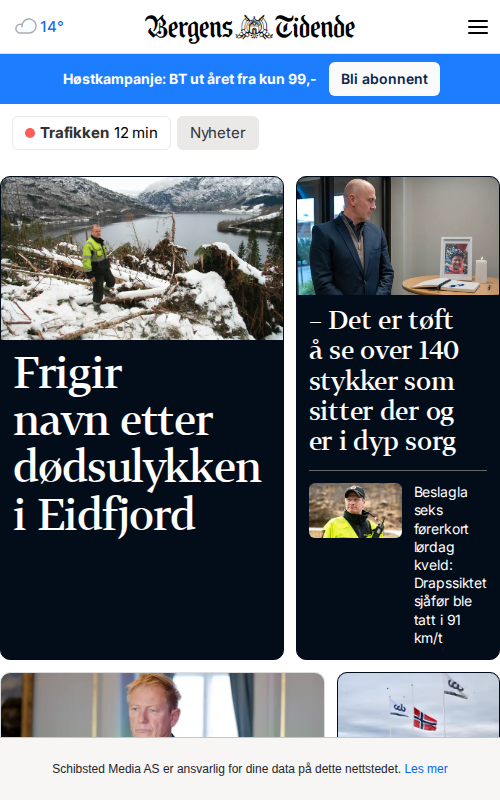 14°
Bergens Tidende
Høstkampanje: BT ut året fra kun 99,-
Bli abonnent
Trafikken 12 min
Nyheter
Frigir
navn etter
dødsulykken
i Eidfjord
– Det er tøft
å se over 140
stykker som
sitter der og
er i dyp sorg
Beslagla
seks
førerkort
lørdag
kveld:
Drapssiktet
sjåfør ble
tatt i 91
km/t
Schibsted Media AS er ansvarlig for dine data på dette nettstedet. Les mer